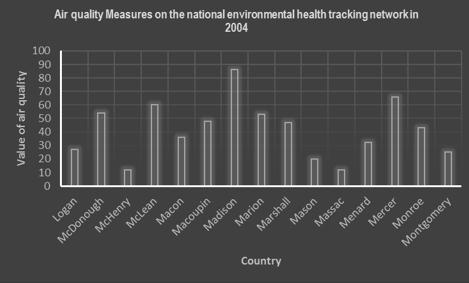 Air quality Measures on the national environmental health tracking network in
2004
Value of air quality
100
90
80
70
60
50
40
30
20
10
0
Logan
McDonough
McHenry
McLean
Macon
Macoupin
Madison
Marion
Marshall
Mason
Massac
Menard
Mercer
Monroe
Montgomery
Country